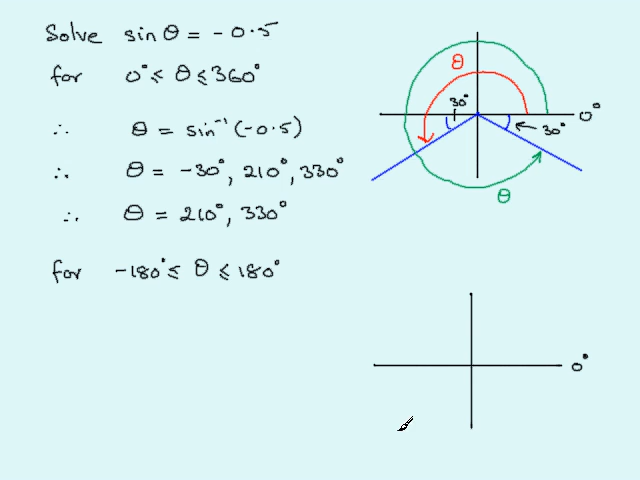 Solve sin θ = -0.5
for 0° ≤ θ ≤ 360°
∴ θ = sin⁻¹(-0.5)
∴ θ = -30°, 210°, 330°
∴ θ = 210°, 330°
for -180° ≤ θ ≤ 180°
θ
30°
0°
30°
θ
0°